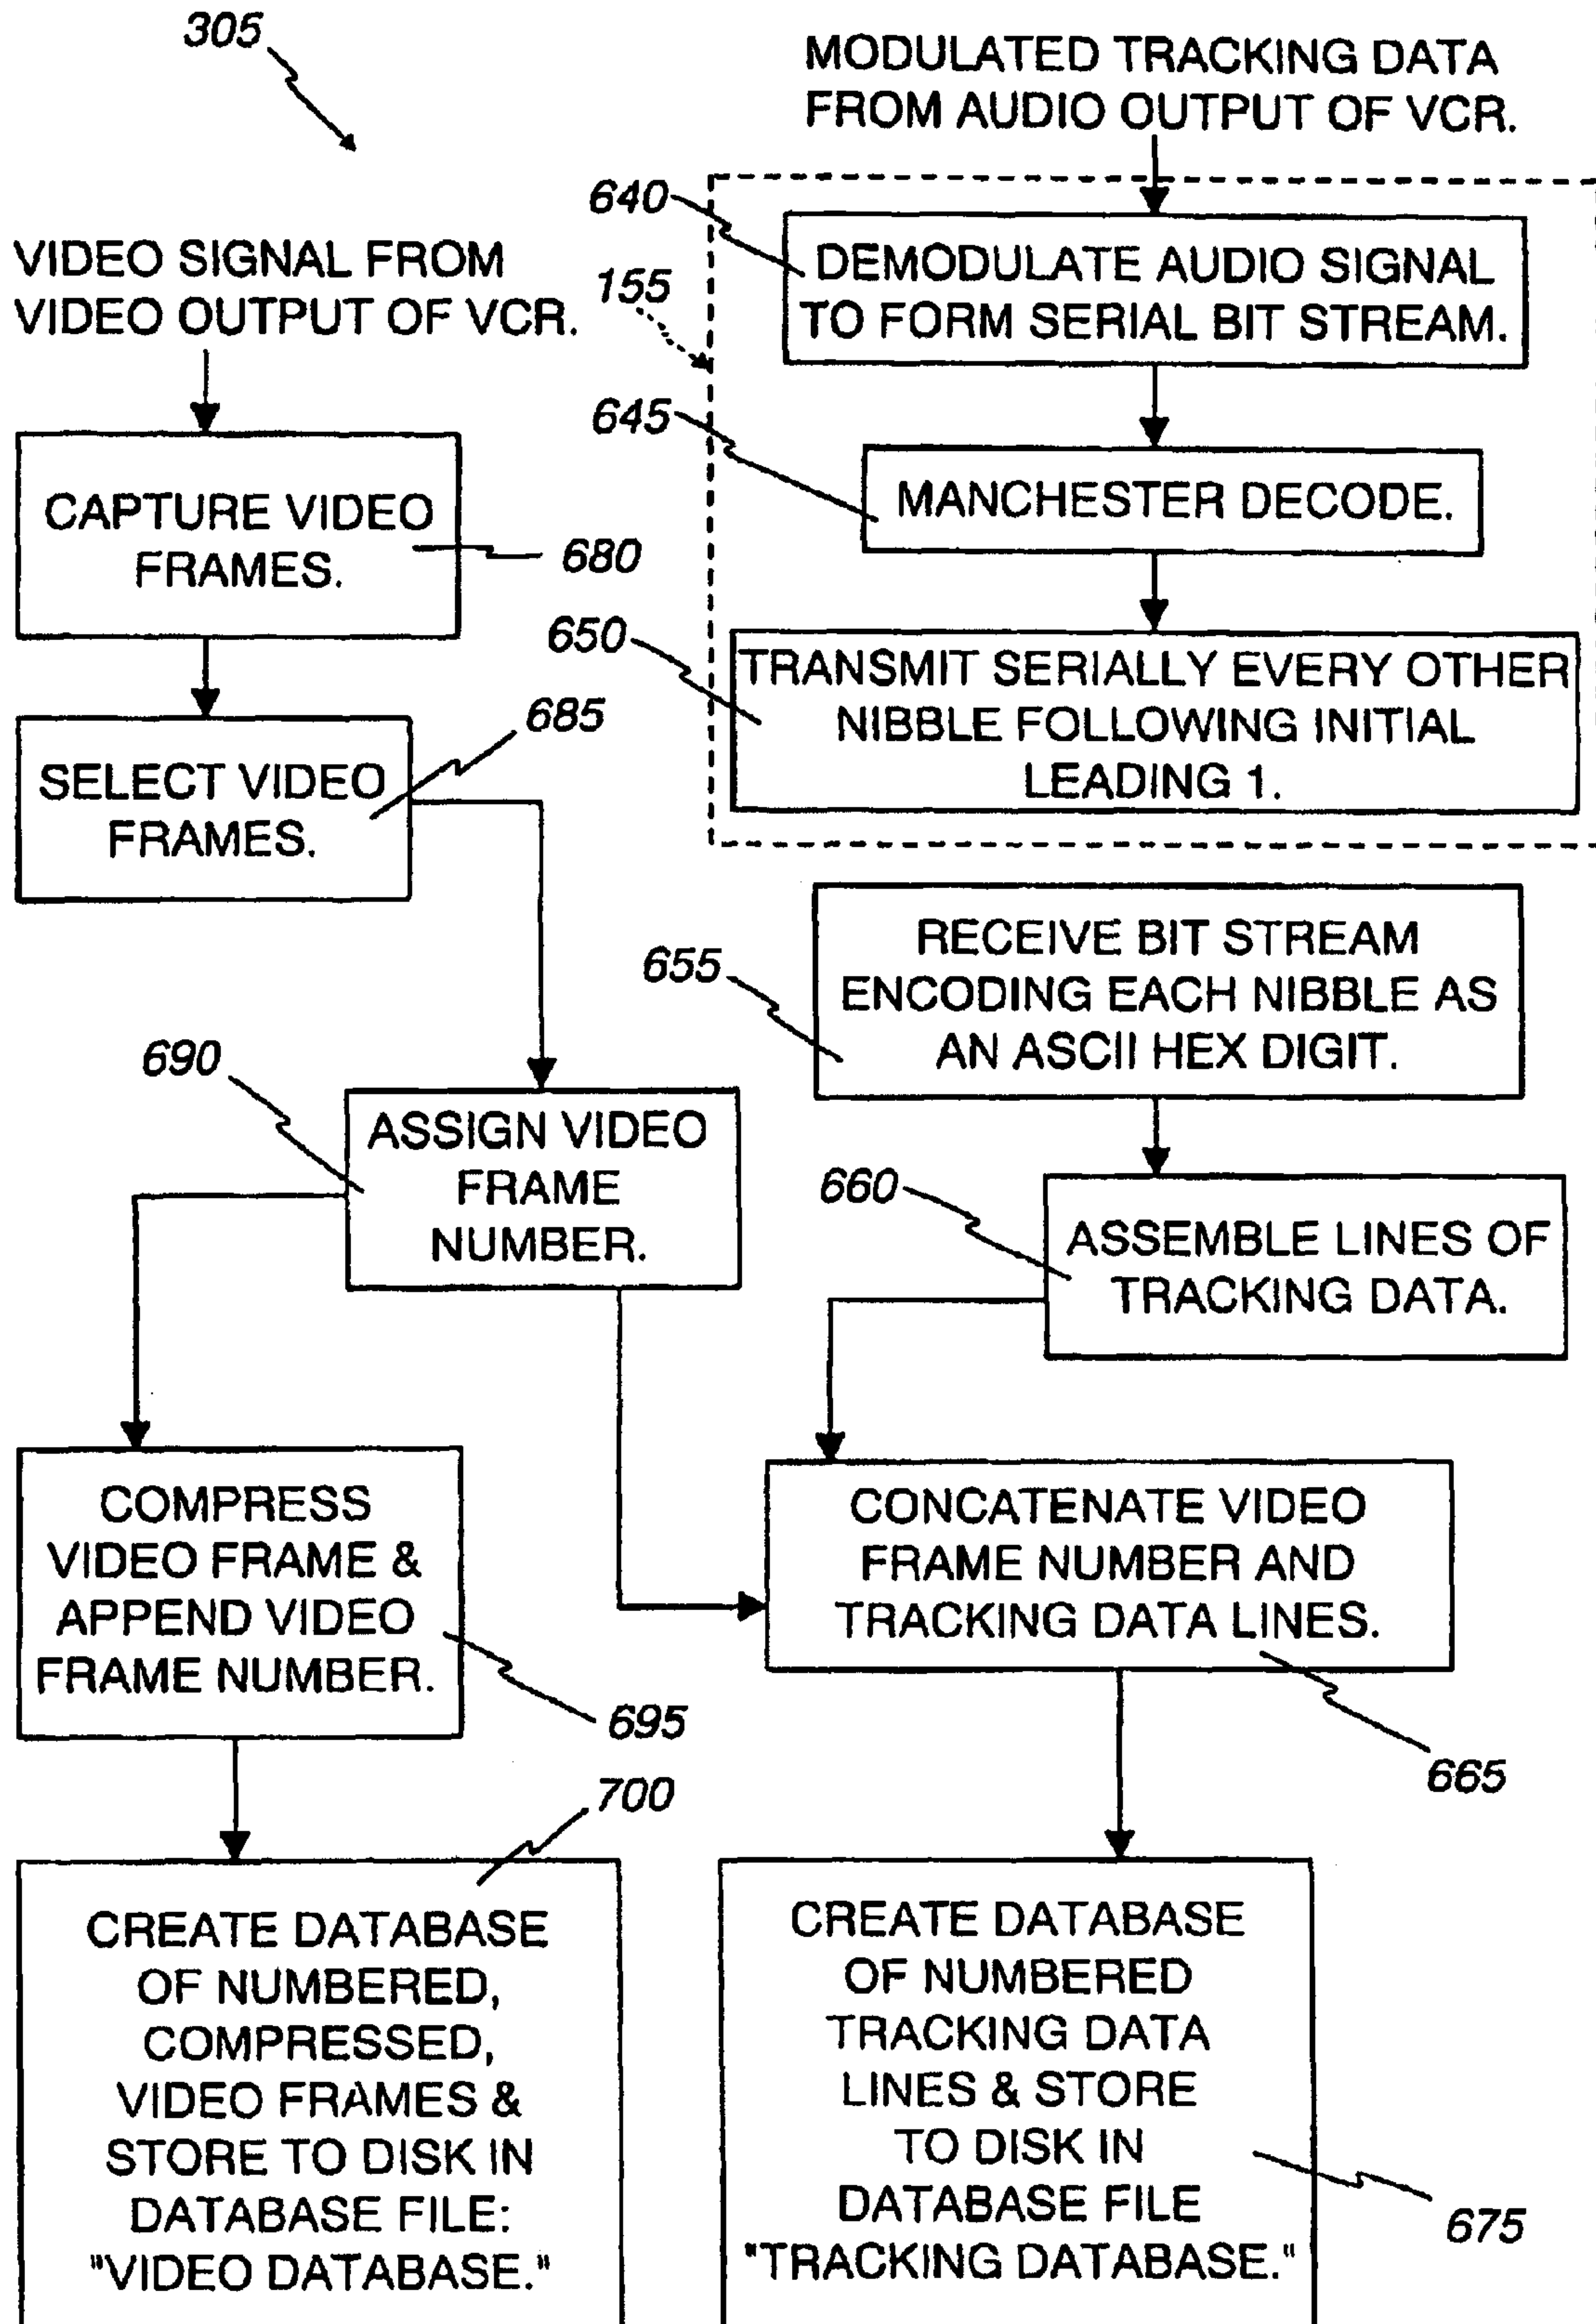 305
MODULATED TRACKING DATA
FROM AUDIO OUTPUT OF VCR.
VIDEO SIGNAL FROM
VIDEO OUTPUT OF VCR.
155
640
DEMODULATE AUDIO SIGNAL
TO FORM SERIAL BIT STREAM.
645
MANCHESTER DECODE.
CAPTURE VIDEO
FRAMES.
680
650
TRANSMIT SERIALLY EVERY OTHER
NIBBLE FOLLOWING INITIAL
LEADING 1.
685
SELECT VIDEO
FRAMES.
655
RECEIVE BIT STREAM
ENCODING EACH NIBBLE AS
AN ASCII HEX DIGIT.
690
ASSIGN VIDEO
FRAME
NUMBER.
660
ASSEMBLE LINES OF
TRACKING DATA.
COMPRESS
VIDEO FRAME &
APPEND VIDEO
FRAME NUMBER.
695
CONCATENATE VIDEO
FRAME NUMBER AND
TRACKING DATA LINES.
665
700
CREATE DATABASE
OF NUMBERED,
COMPRESSED,
VIDEO FRAMES &
STORE TO DISK IN
DATABASE FILE:
"VIDEO DATABASE."
CREATE DATABASE
OF NUMBERED
TRACKING DATA
LINES & STORE
TO DISK IN
DATABASE FILE
"TRACKING DATABASE."
675